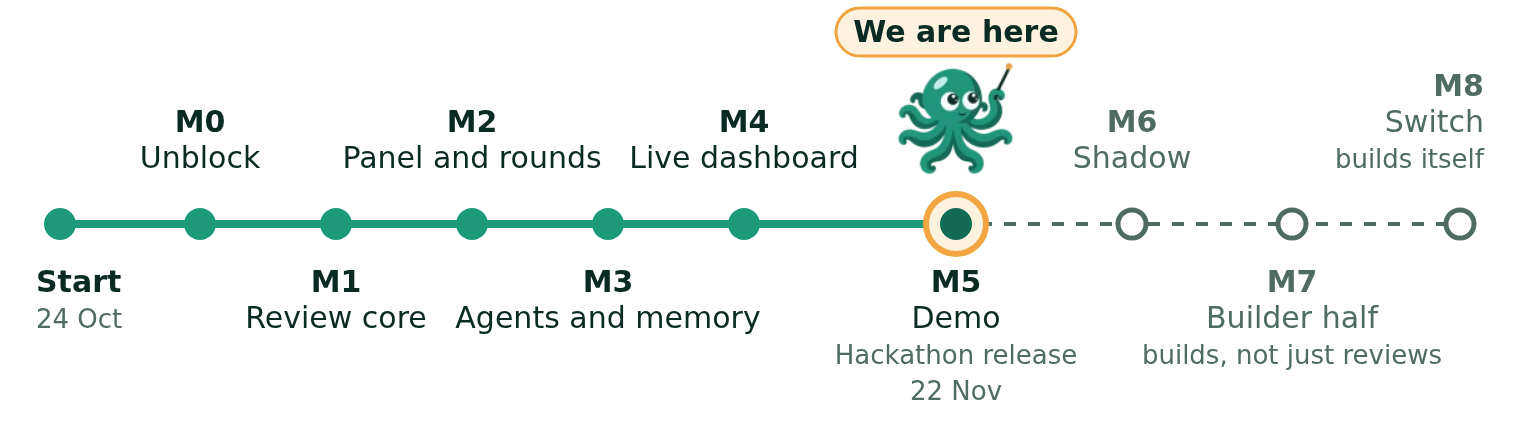 We are here
M0
Unblock
M2
Panel and rounds
M4
Live dashboard
M6
Shadow
M8
Switch
builds itself
Start
24 Oct
M1
Review core
M3
Agents and memory
M5
Demo
Hackathon release
22 Nov
M7
Builder half
builds, not just reviews